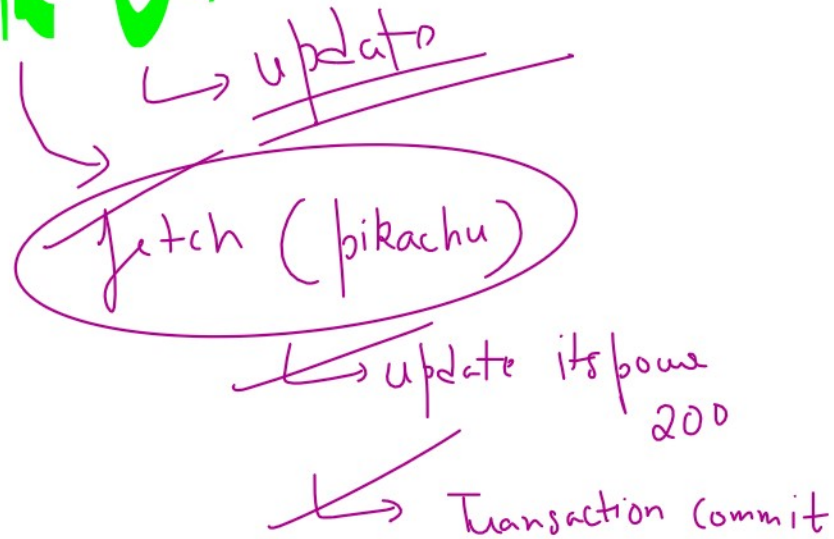 update
fetch (pikachu)
update its powe
200
Transaction Commit